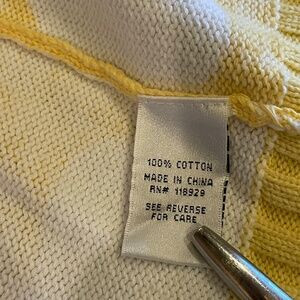 100% COTTON
MADE IN CHINA
RN# 118929
SEE REVERSE
FOR CARE